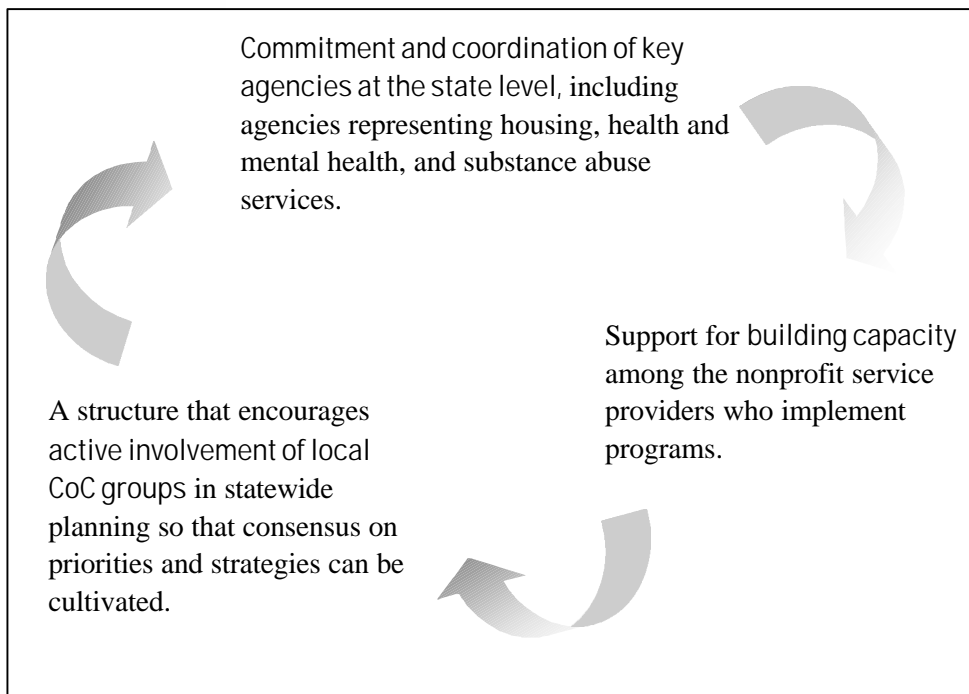 Commitment and coordination of key
agencies at the state level, including
agencies representing housing, health and
mental health, and substance abuse
services.
Support for building capacity
among the nonprofit service
providers who implement
programs.
A structure that encourages
active involvement of local
CoC groups in statewide
planning so that consensus on
priorities and strategies can be
cultivated.